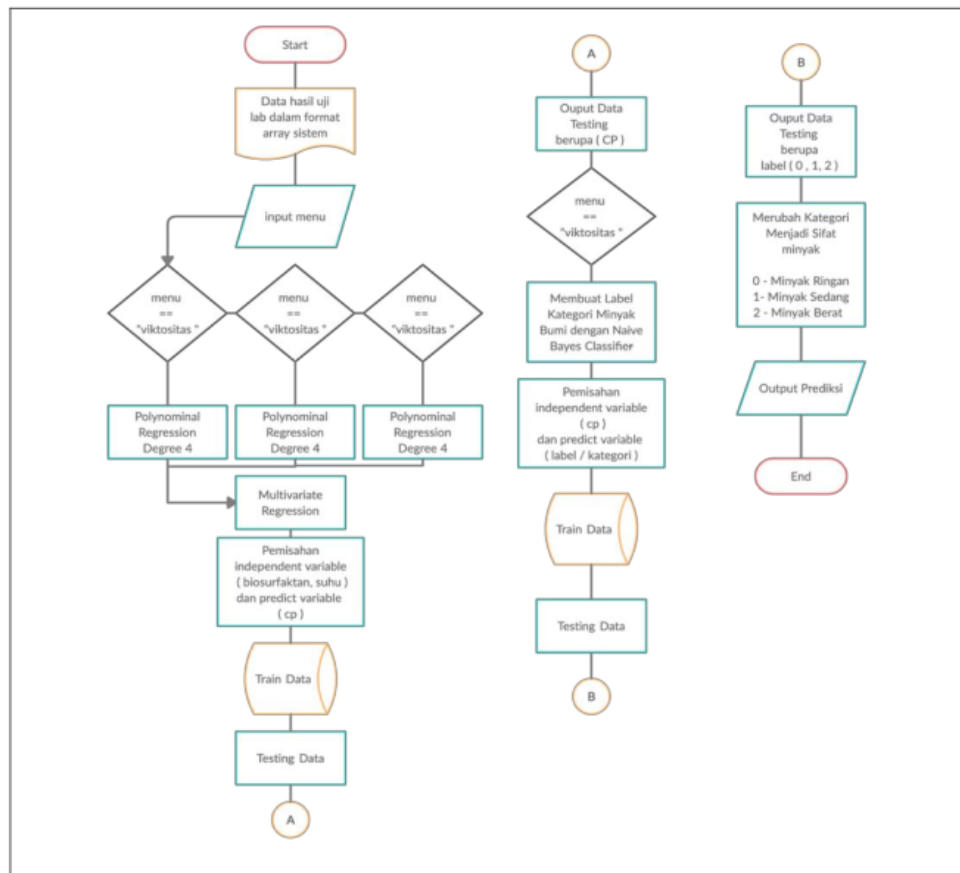 Start
Data hasil uji
lab dalam format
array sistem
input menu
menu
==
"viktositas "
menu
==
"viktositas "
menu
==
"viktositas "
Polynominal
Regression
Degree 4
Polynominal
Regression
Degree 4
Polynominal
Regression
Degree 4
Multivariate
Regression
Pemisahan
independent variable
( biosurfaktan, suhu )
dan predict variable
( cp )
Train Data
Testing Data
A
A
Ouput Data
Testing
berupa ( CP )
menu
==
"viktositas "
Membuat Label
Kategori Minyak
Bumi dengan Naive
Bayes Classifier
Pemisahan
independent variable
( cp )
dan predict variable
( label / kategori )
Train Data
Testing Data
B
B
Ouput Data
Testing
berupa
label ( 0 , 1, 2 )
Merubah Kategori
Menjadi Sifat
minyak
0 - Minyak Ringan
1- Minyak Sedang
2 - Minyak Berat
Output Prediksi
End